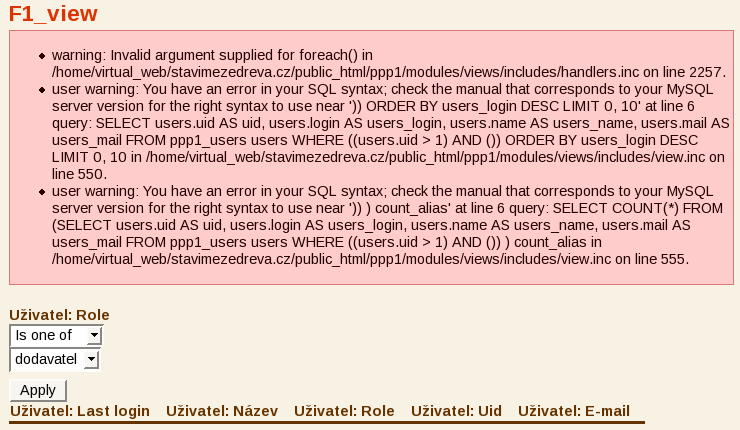 F1_view
warning: Invalid argument supplied for foreach() in
/home/virtual_web/stavimezedreva.cz/public_html/ppp1/modules/views/includes/handlers.inc on line 2257.
user warning: You have an error in your SQL syntax; check the manual that corresponds to your MySQL
server version for the right syntax to use near ')) ORDER BY users_login DESC LIMIT 0, 10' at line 6
query: SELECT users.uid AS uid, users.login AS users_login, users.name AS users_name, users.mail AS
users_mail FROM ppp1_users users WHERE ((users.uid > 1) AND ()) ORDER BY users_login DESC
LIMIT 0, 10 in /home/virtual_web/stavimezedreva.cz/public_html/ppp1/modules/views/includes/view.inc on
line 550.
user warning: You have an error in your SQL syntax; check the manual that corresponds to your MySQL
server version for the right syntax to use near ')) ) count_alias' at line 6 query: SELECT COUNT(*) FROM
(SELECT users.uid AS uid, users.login AS users_login, users.name AS users_name, users.mail AS
users_mail FROM ppp1_users users WHERE ((users.uid > 1) AND ()) ) count_alias in
/home/virtual_web/stavimezedreva.cz/public_html/ppp1/modules/views/includes/view.inc on line 555.
Uživatel: Role
Is one of
dodavatel
Apply
Uživatel: Last login Uživatel: Název Uživatel: Role Uživatel: Uid Uživatel: E-mail